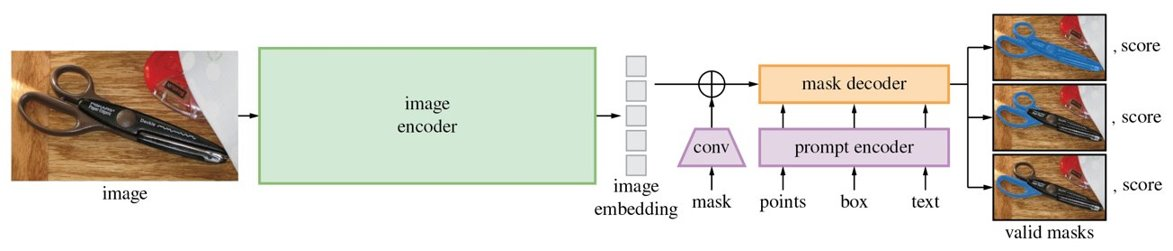 image
image
encoder
image
embedding
conv
mask
mask decoder
prompt encoder
points
box
text
, score
, score
, score
valid masks